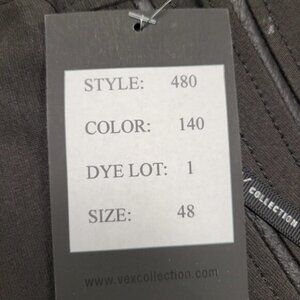 STYLE: 480
COLOR: 140
DYE LOT: 1
SIZE: 48
www.vexcollection.com
COLLECTION